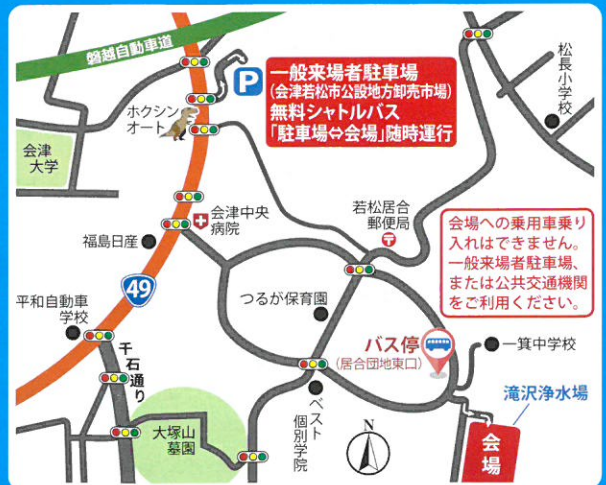 磐越自動車道
P
一般来場者駐車場
(会津若松市公設地方卸売市場)
無料シャトルバス
「駐車場⇔会場」随時運行
松長小学校
ホクシン
オート
会津
大学
会津中央
病院
若松居合
郵便局
〒
福島日産
会場への乗用車乗り
入れはできません。
一般来場者駐車場、
または公共交通機関
をご利用ください。
49
平和自動車
学校
つるが保育園
千石通り
バス停
(居合団地東口)
一箕中学校
滝沢浄水場
大塚山
墓園
ベスト
個別学院
N
会場